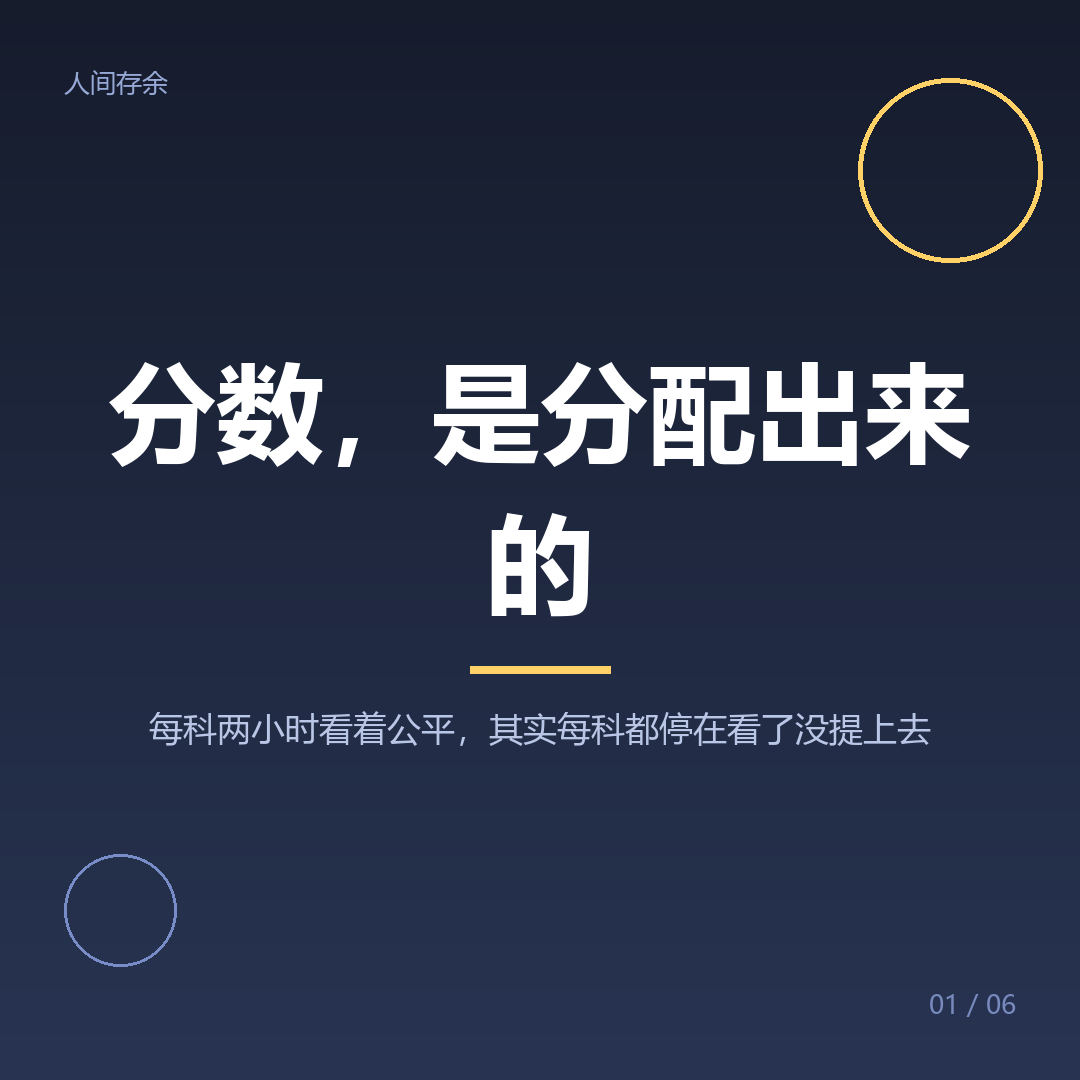 人间存余
分数，是分配出来
的
每科两小时看着公平，其实每科都停在看了没提上去
01 / 06